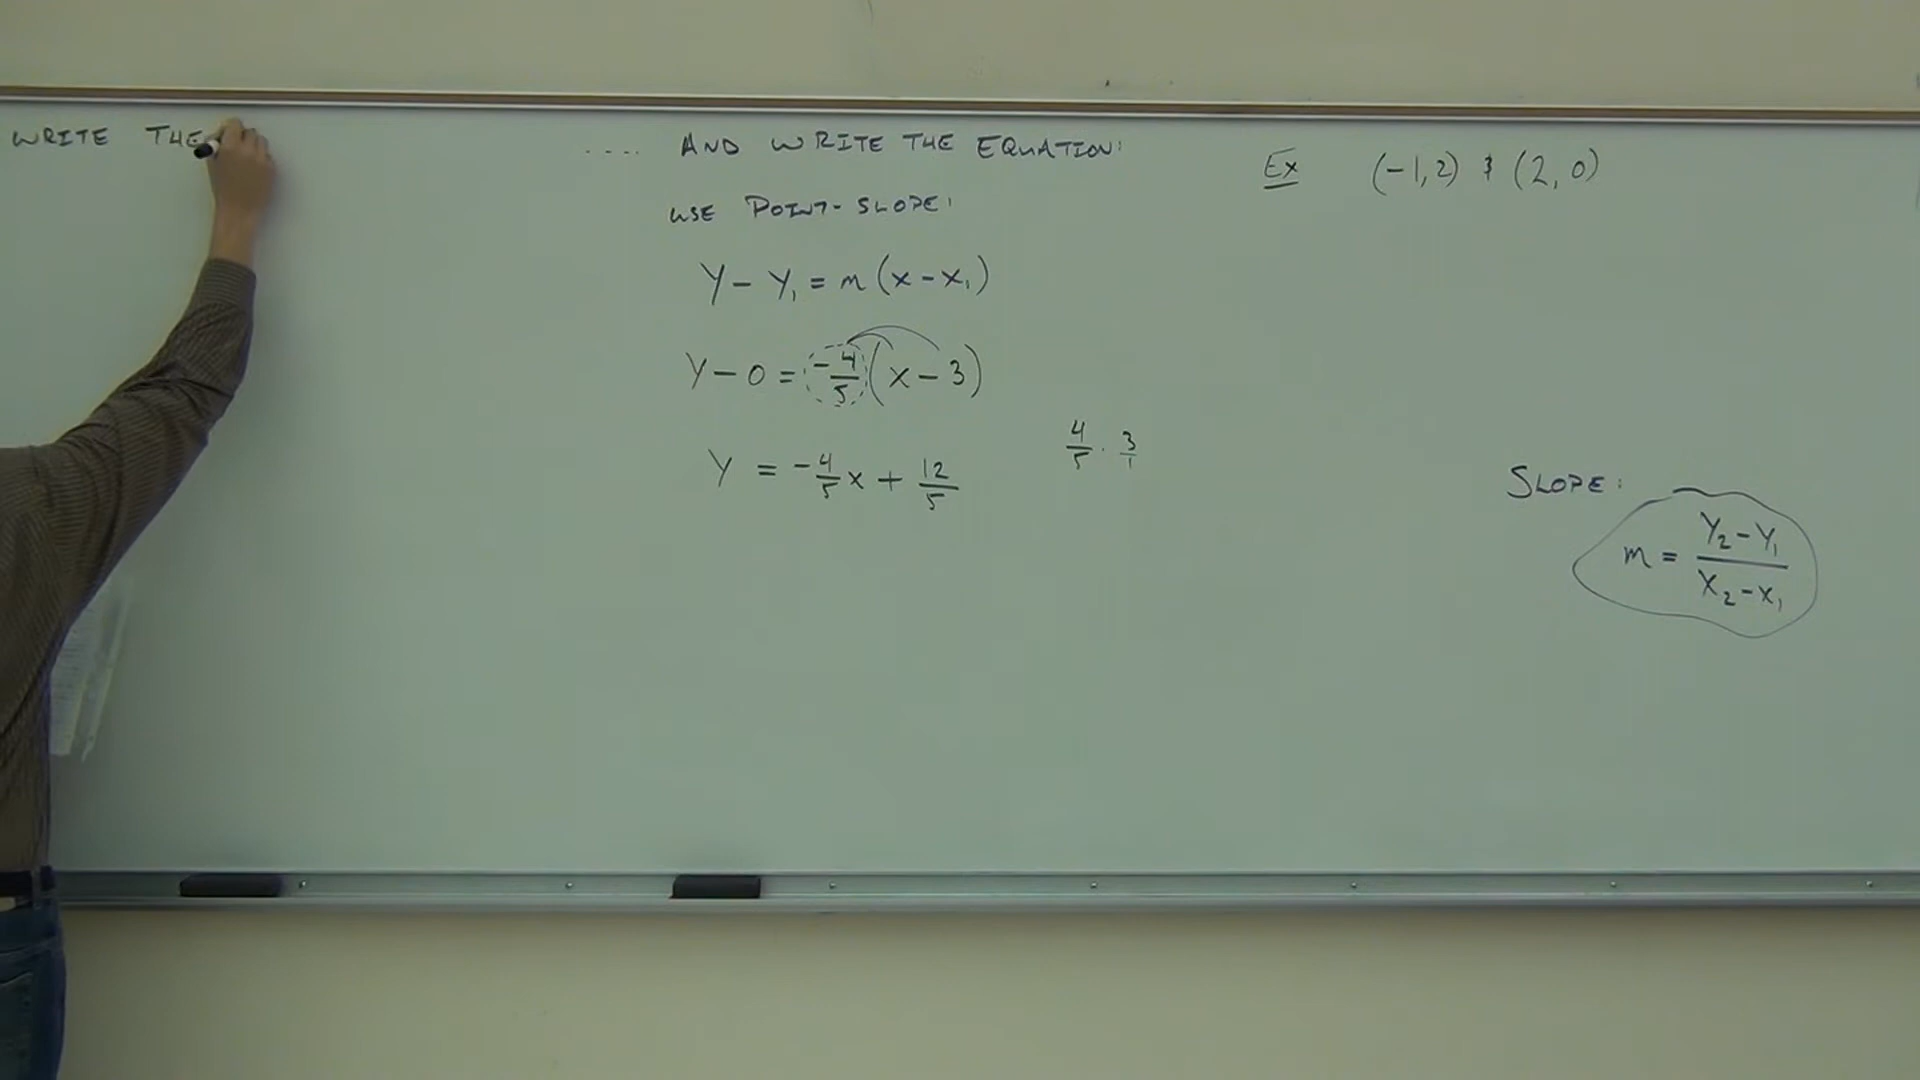 WRITE THE
.... AND WRITE THE EQUATION:
USE POINT-SLOPE:
Y - Y₁ = m(x - x₁)
Y - 0 = -4/5(x - 3)
Y = -4/5x + 12/5
4/5 · 3/1
Ex (-1,2) & (2,0)
SLOPE:
m = Y₂-Y₁/X₂-X₁